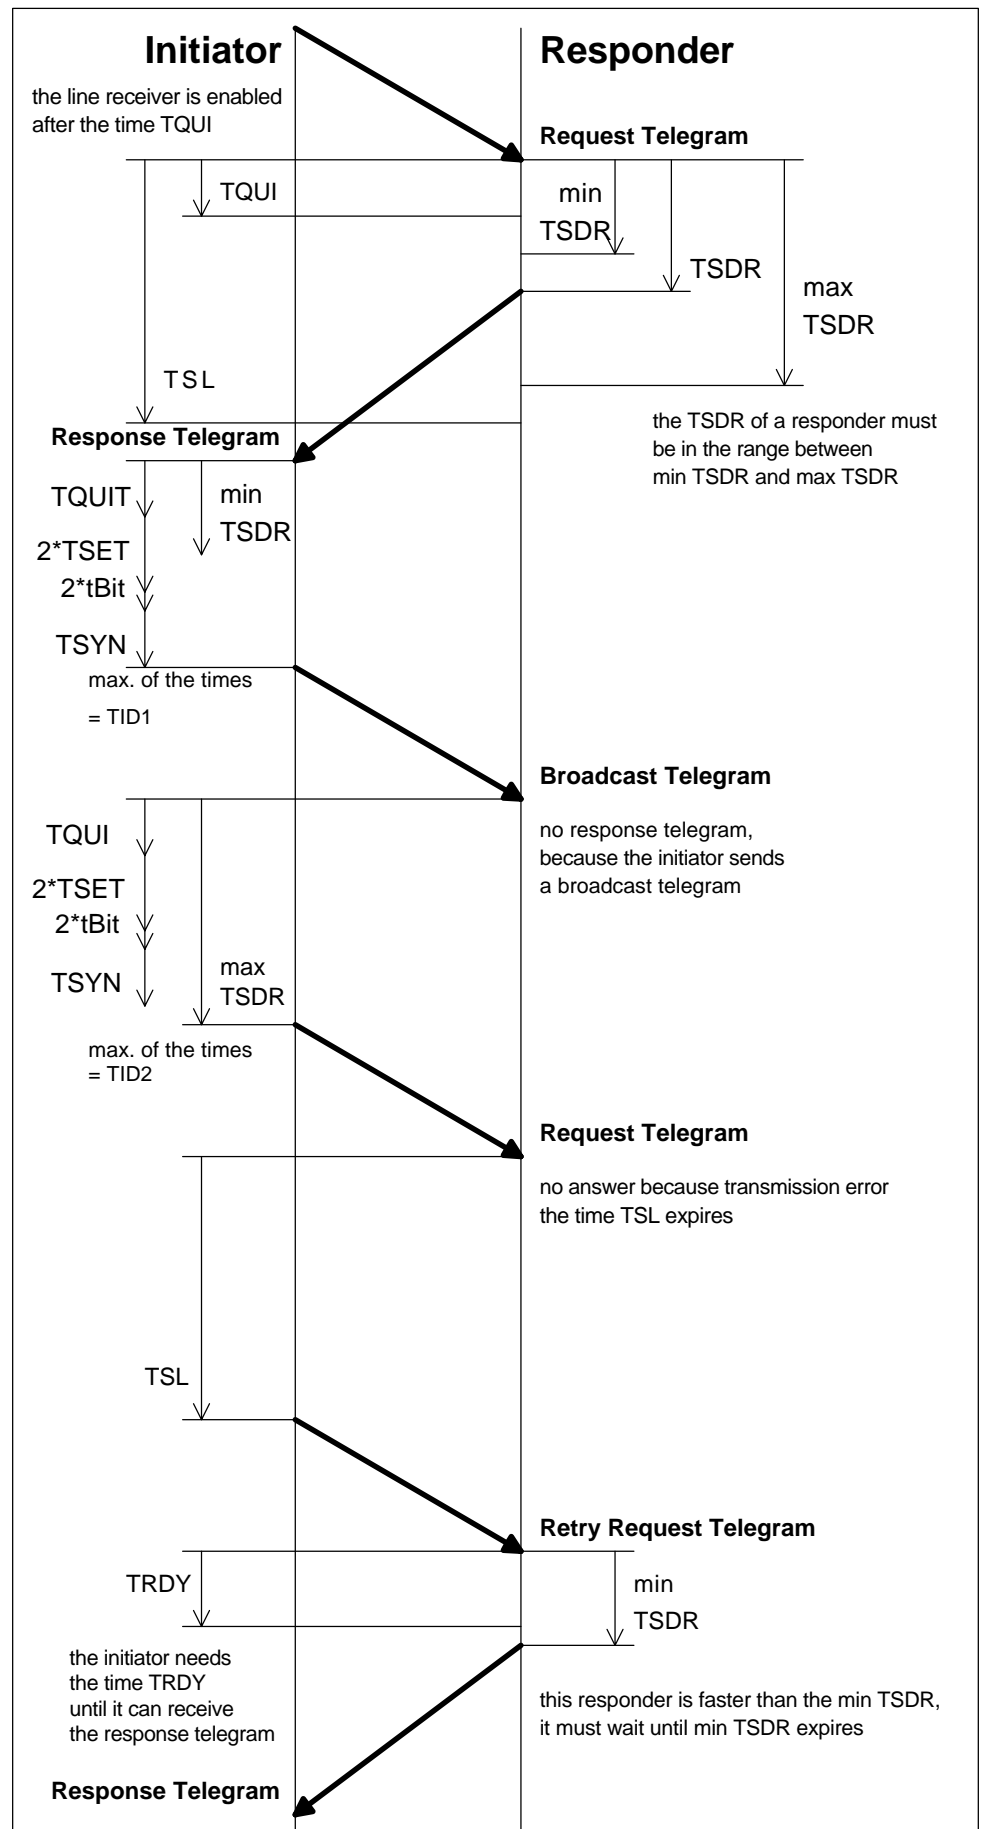 Initiator
Responder
the line receiver is enabled
after the time TQUI
Request Telegram
TQUI
min
TSDR
TSDR
max
TSDR
TSL
the TSDR of a responder must
be in the range between
min TSDR and max TSDR
Response Telegram
TQUIT
min
TSDR
2*TSET
2*tBit
TSYN
max. of the times
= TID1
Broadcast Telegram
no response telegram,
because the initiator sends
a broadcast telegram
TQUI
2*TSET
2*tBit
TSYN
max
TSDR
max. of the times
= TID2
Request Telegram
no answer because transmission error
the time TSL expires
TSL
Retry Request Telegram
TRDY
min
TSDR
the initiator needs
the time TRDY
until it can receive
the response telegram
this responder is faster than the min TSDR,
it must wait until min TSDR expires
Response Telegram